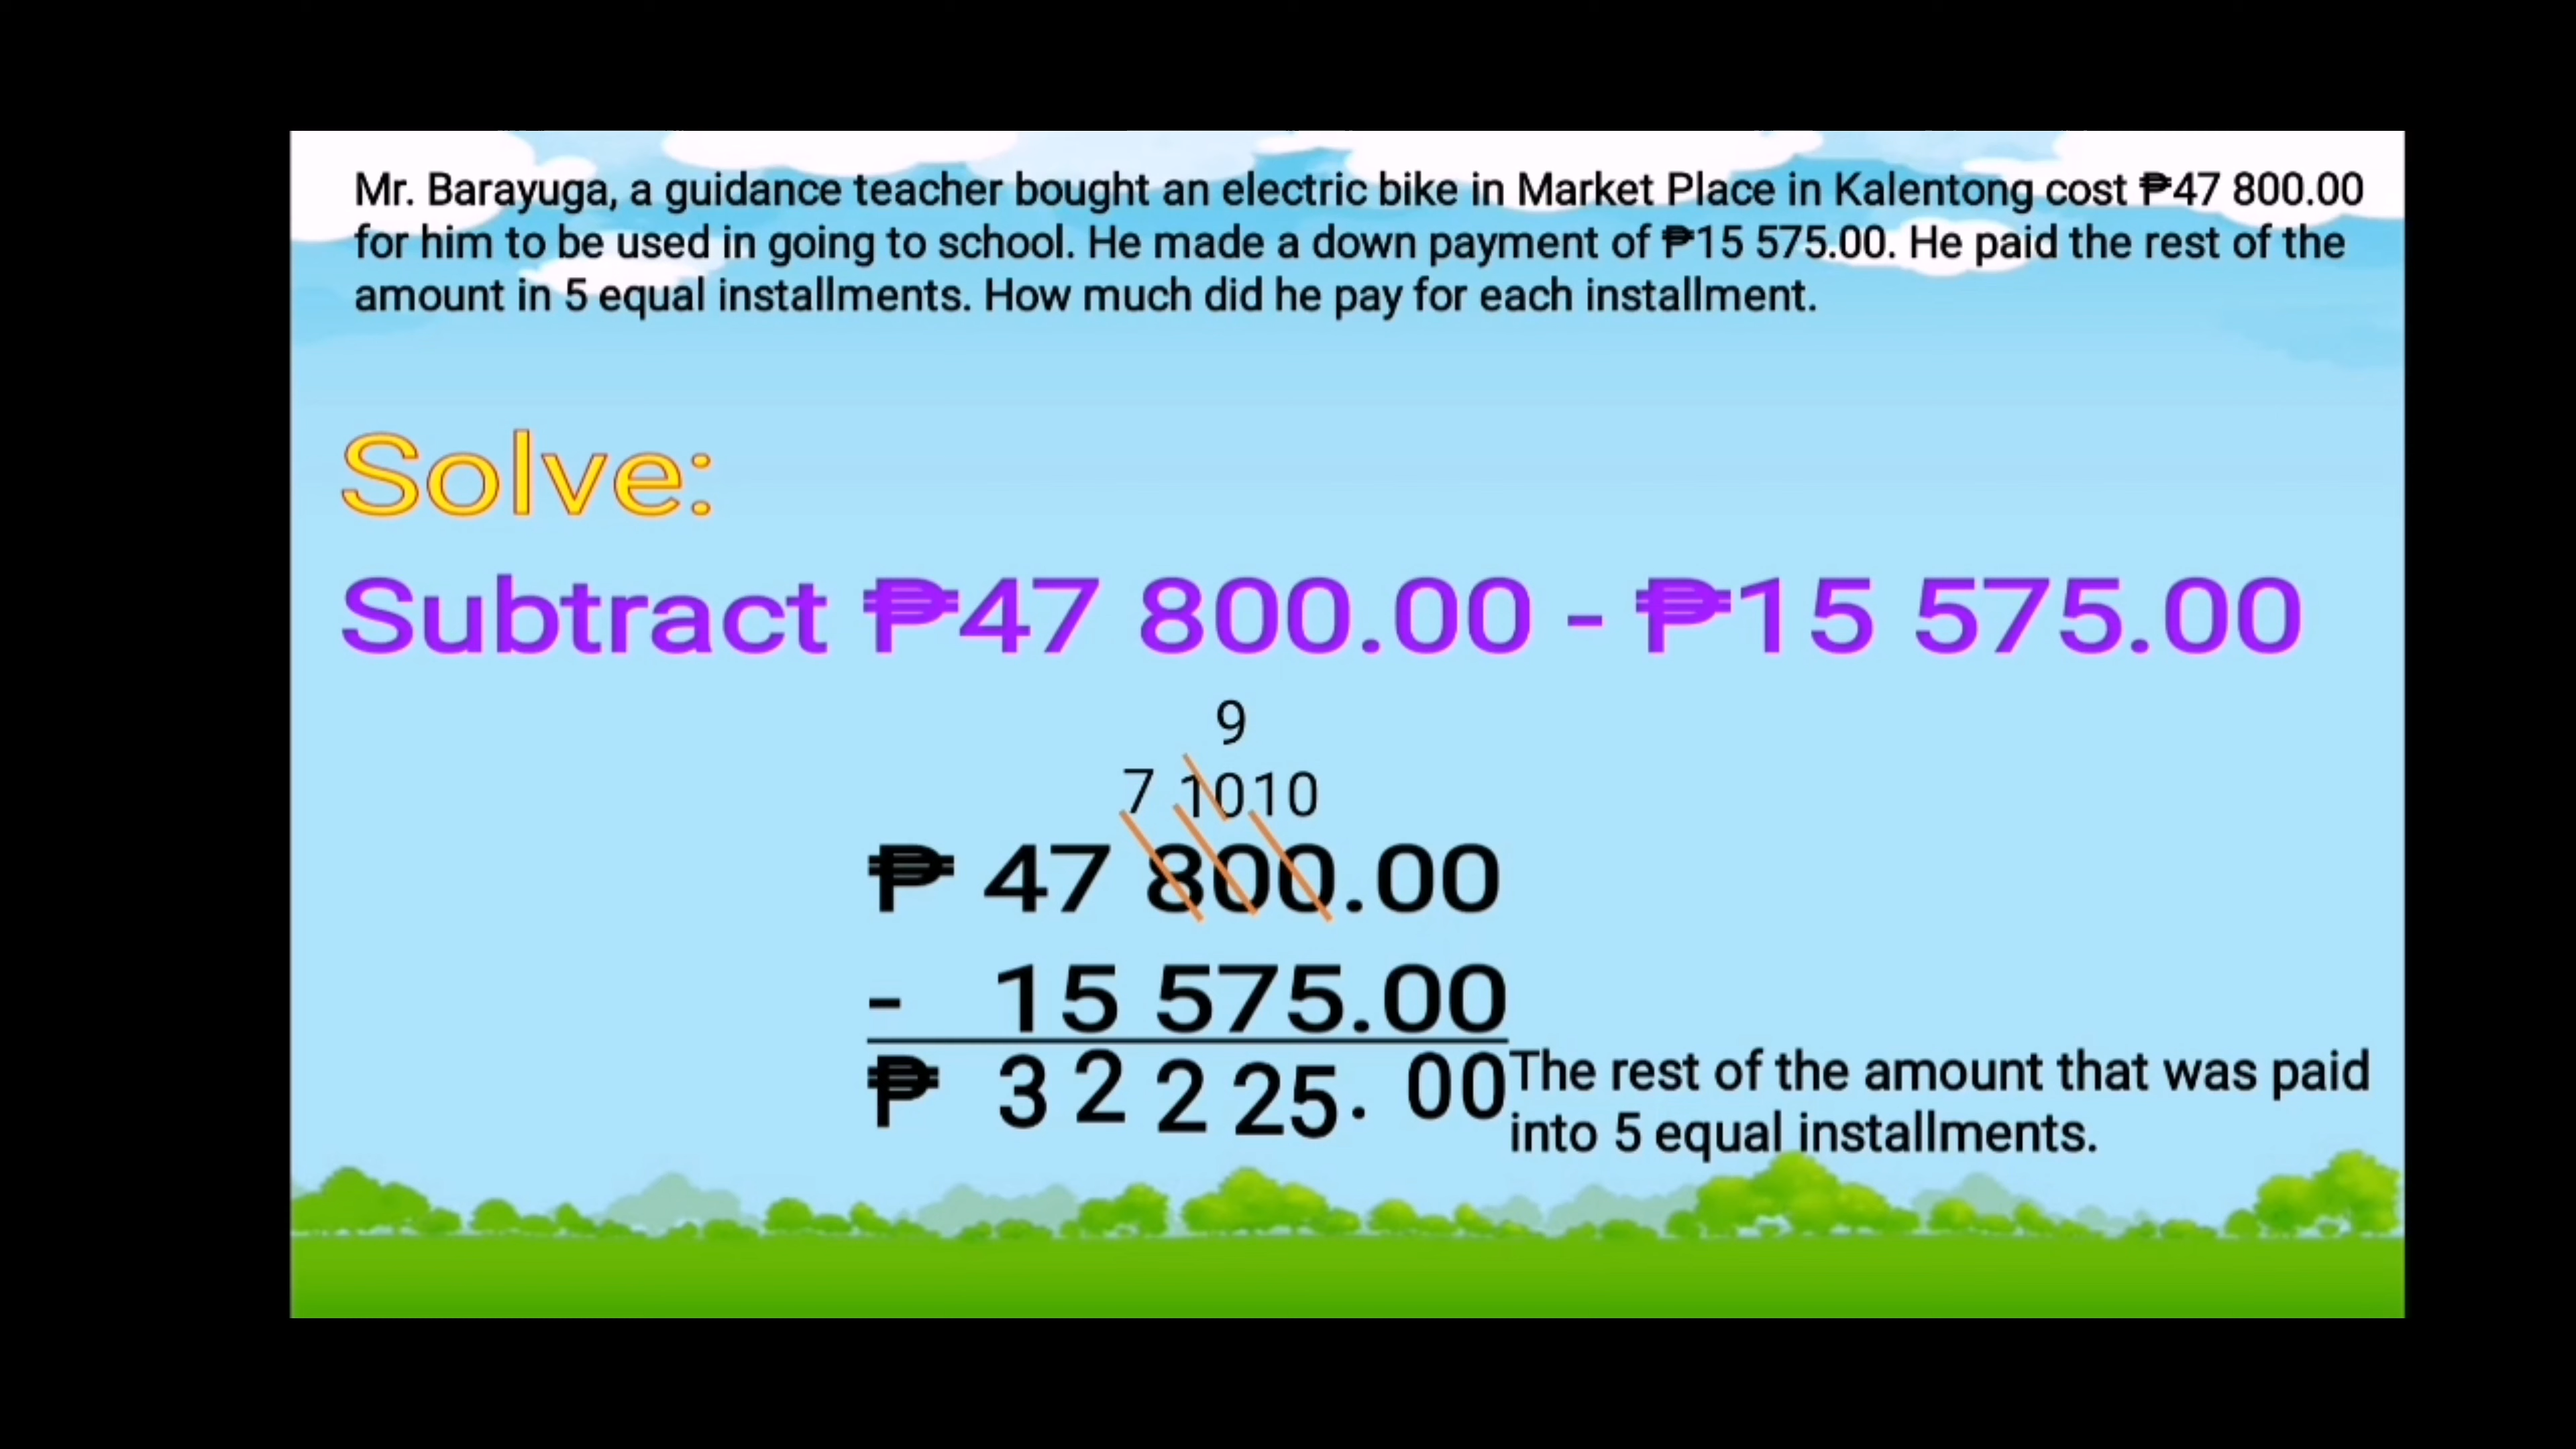 Mr. Barayuga, a guidance teacher bought an electric bike in Market Place in Kalentong cost ₱47 800.00
for him to be used in going to school. He made a down payment of ₱15 575.00. He paid the rest of the
amount in 5 equal installments. How much did he pay for each installment.
Solve:
Subtract ₱47 800.00 - ₱15 575.00
9
7 10 10
₱ 47 800.00
- 15 575.00
₱ 32 225.00
The rest of the amount that was paid
into 5 equal installments.